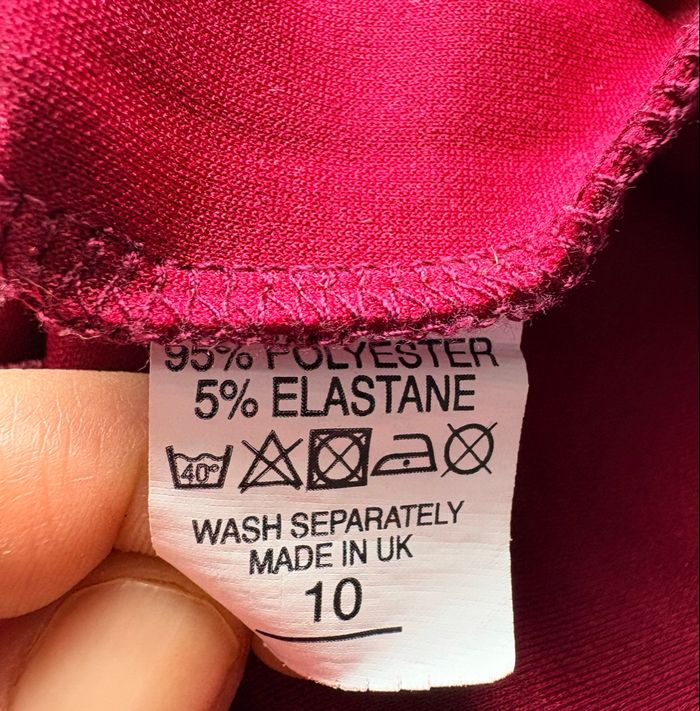 95% POLYESTER
5% ELASTANE
40°
WASH SEPARATELY
MADE IN UK
10